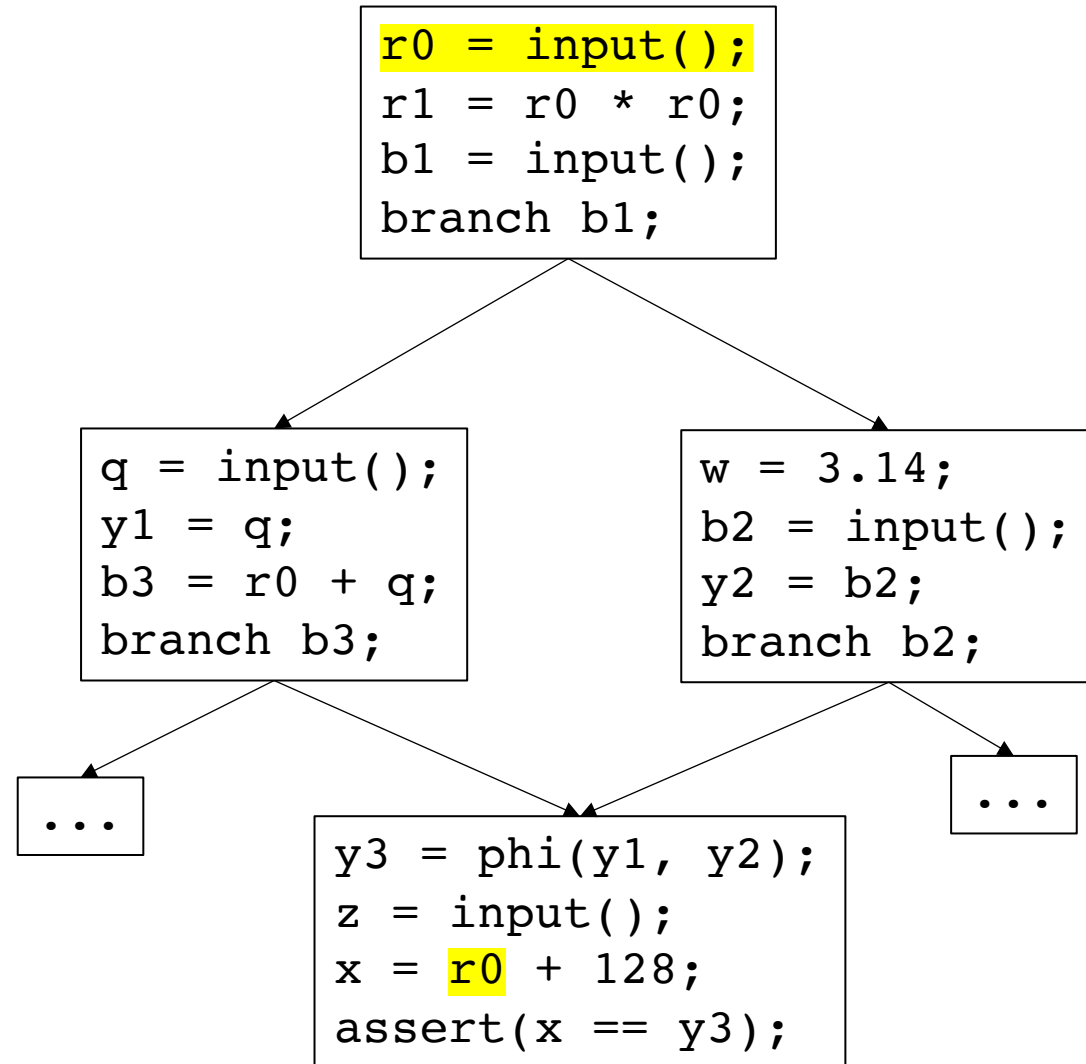 r0 = input();
r1 = r0 * r0;
b1 = input();
branch b1;
q = input();
y1 = q;
b3 = r0 + q;
branch b3;
w = 3.14;
b2 = input();
y2 = b2;
branch b2;
...
...
y3 = phi(y1, y2);
z = input();
x = r0 + 128;
assert(x == y3);